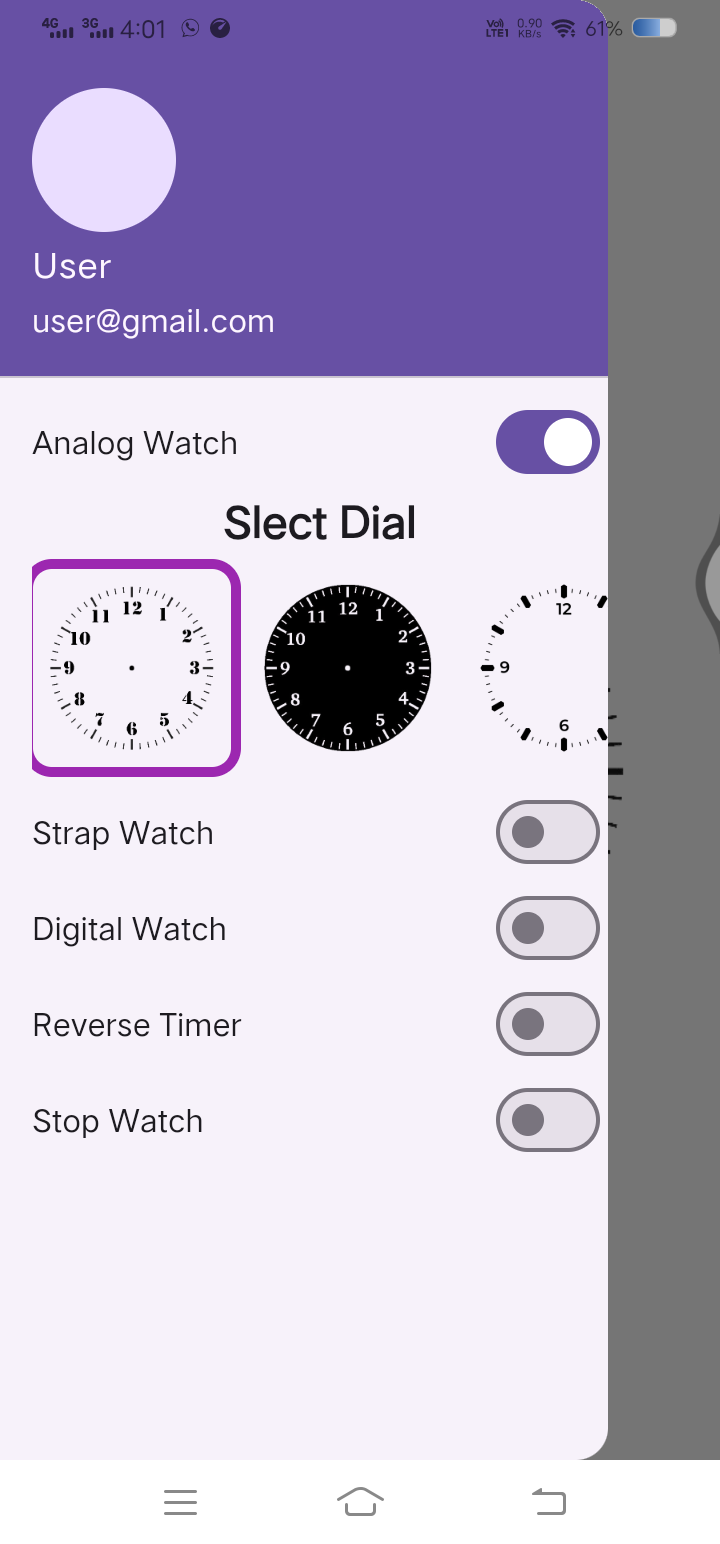 4G 3G 4:01 Vo)) LTE1 0.90 KB/s 61%
User
user@gmail.com
Analog Watch
Slect Dial
12 1 2 3 4 5 6 7 8 9 10 11
12 1 2 3 4 5 6 7 8 9 10 11
12 6 9
Strap Watch
Digital Watch
Reverse Timer
Stop Watch